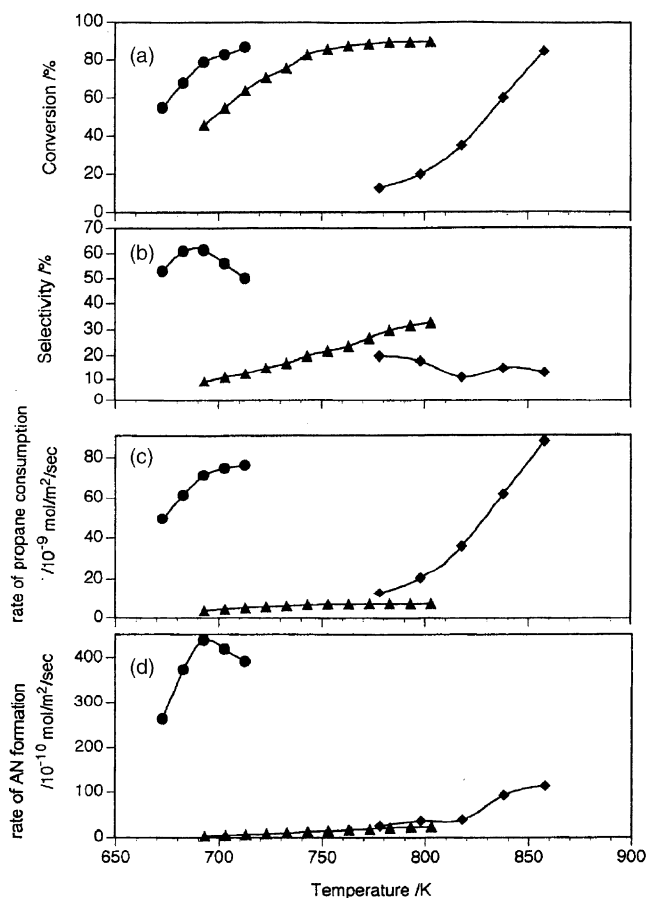 (a)
Conversion /%
100
80
60
40
20
0
(b)
Selectivity /%
70
60
50
40
30
20
10
0
(c)
rate of propane consumption
/10⁻⁹ mol/m²/sec
80
60
40
20
0
(d)
rate of AN formation
/10⁻¹⁰ mol/m²/sec
400
300
200
100
0
650 700 750 800 850 900
Temperature /K